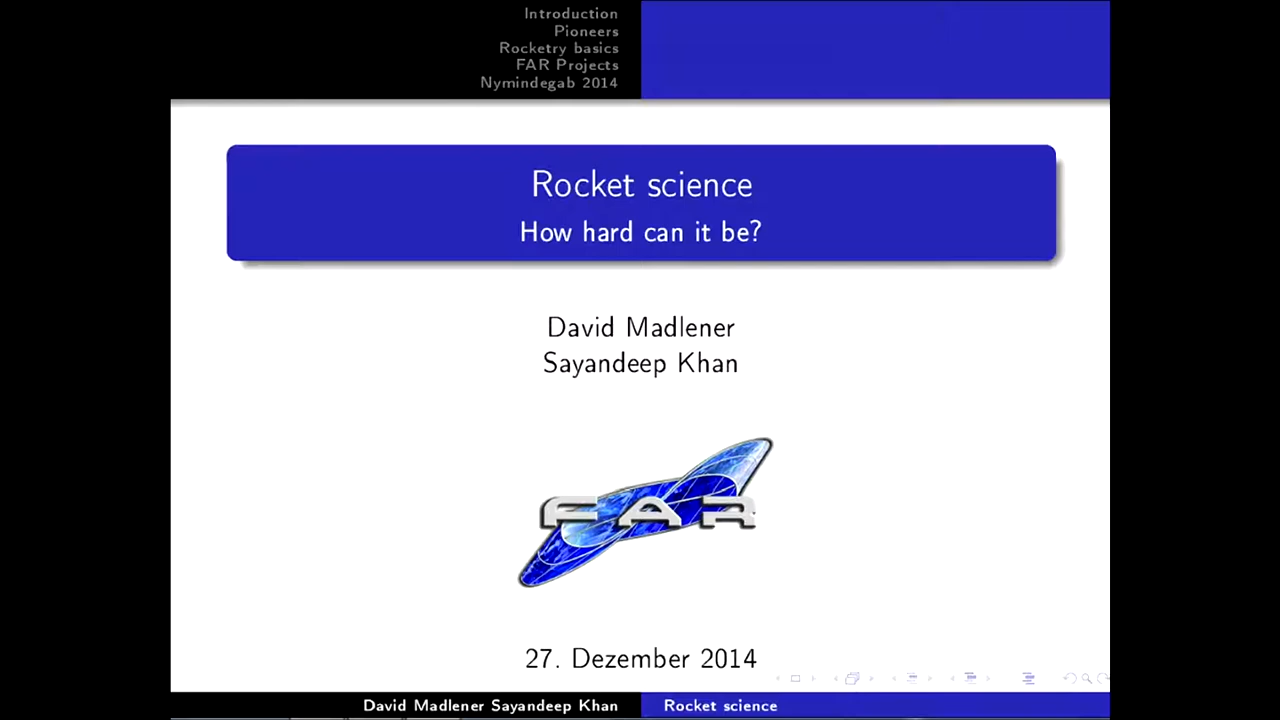 Introduction
Pioneers
Rocketry basics
FAR Projects
Nymindegab 2014
Rocket science
How hard can it be?
David Madlener
Sayandeep Khan
FAR
27. Dezember 2014
David Madlener Sayandeep Khan
Rocket science